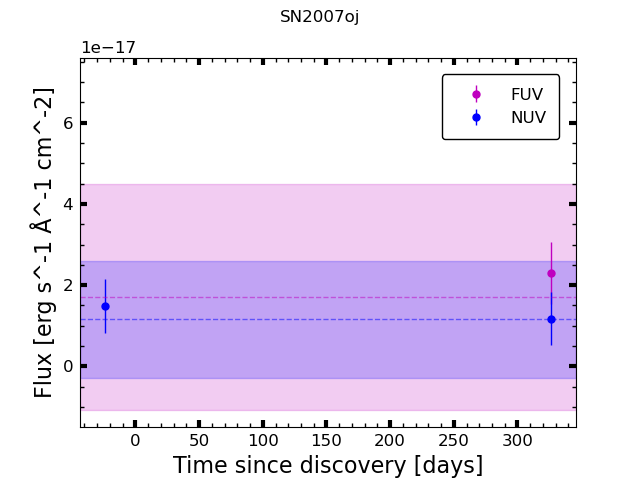 SN2007oj
1e−17
Flux [erg s^-1 Å^-1 cm^-2]
6
4
2
0
FUV
NUV
0 50 100 150 200 250 300
Time since discovery [days]